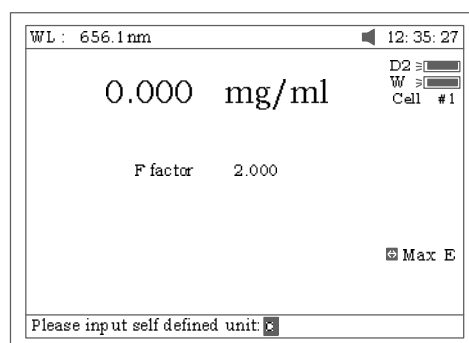 WL: 656.1nm 12:35:27
D2
0.000 mg/ml W
Cell #1
F factor 2.000
Max E
Please input self defined unit: